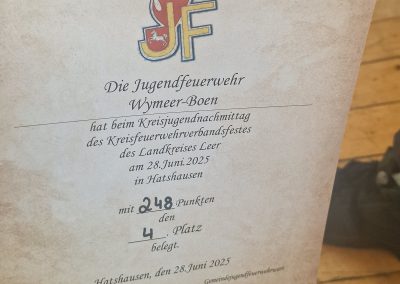 JF
Die Jugendfeuerwehr
Wymeer-Boen
hat beim Kreisjugendnachmittag
des Kreisfeuerwehrverbandsfestes
des Landkreises Leer
am 28.Juni.2025
in Hatshausen
mit 248 Punkten
den
4. Platz
belegt.
Hatshausen, den 28.Juni 2025
Gemeindejugendfeuerwehrwart